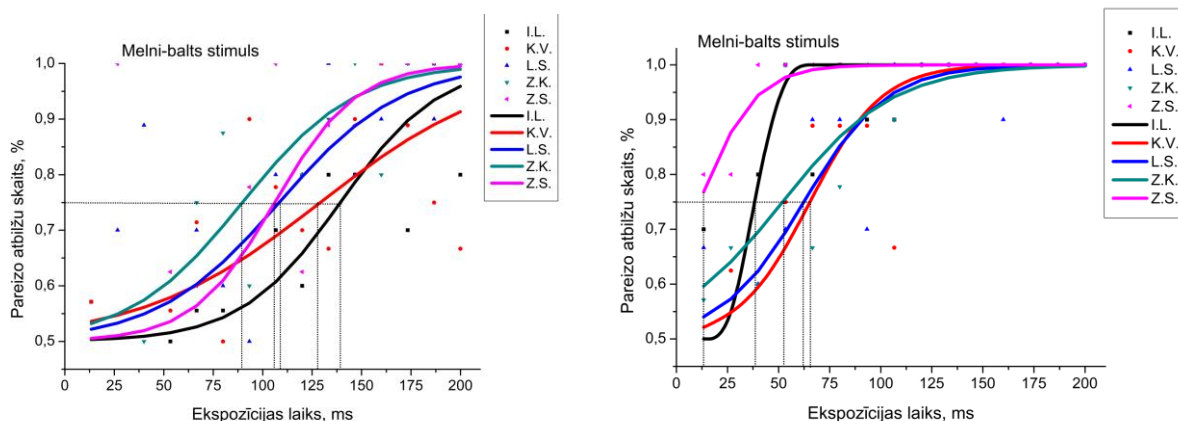 Melni-balts stimuls
I.L.
K.V.
L.S.
Z.K.
Z.S.
I.L.
K.V.
L.S.
Z.K.
Z.S.
Pareizo atbilžu skaits, %
1,0
0,9
0,8
0,7
0,6
0,5
0 25 50 75 100 125 150 175 200
Ekspozīcijas laiks, ms
Melni-balts stimuls
I.L.
K.V.
L.S.
Z.K.
Z.S.
I.L.
K.V.
L.S.
Z.K.
Z.S.
Pareizo atbilžu skaits, %
1,0
0,9
0,8
0,7
0,6
0,5
0 25 50 75 100 125 150 175 200
Ekspozīcijas laiks, ms